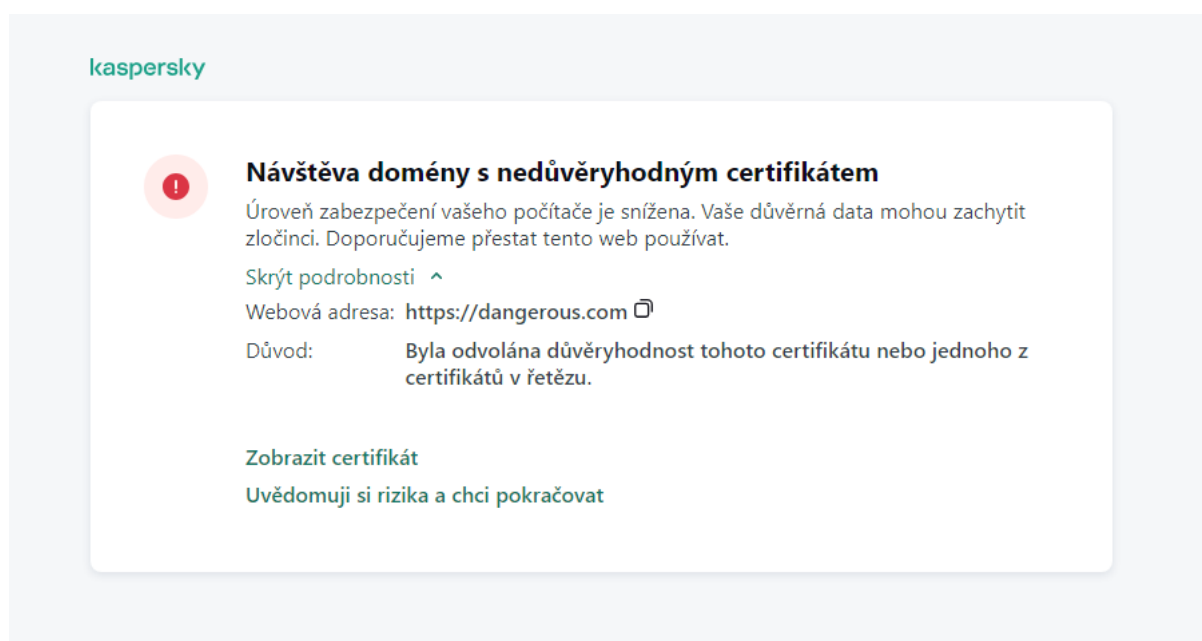 kaspersky
Návštěva domény s nedůvěryhodným certifikátem
Úroveň zabezpečení vašeho počítače je snížena. Vaše důvěrná data mohou zachytit
zločinci. Doporučujeme přestat tento web používat.
Skrýt podrobnosti
Webová adresa: https://dangerous.com
Důvod: Byla odvolána důvěryhodnost tohoto certifikátu nebo jednoho z
certifikátů v řetězu.
Zobrazit certifikát
Uvědomuji si rizika a chci pokračovat